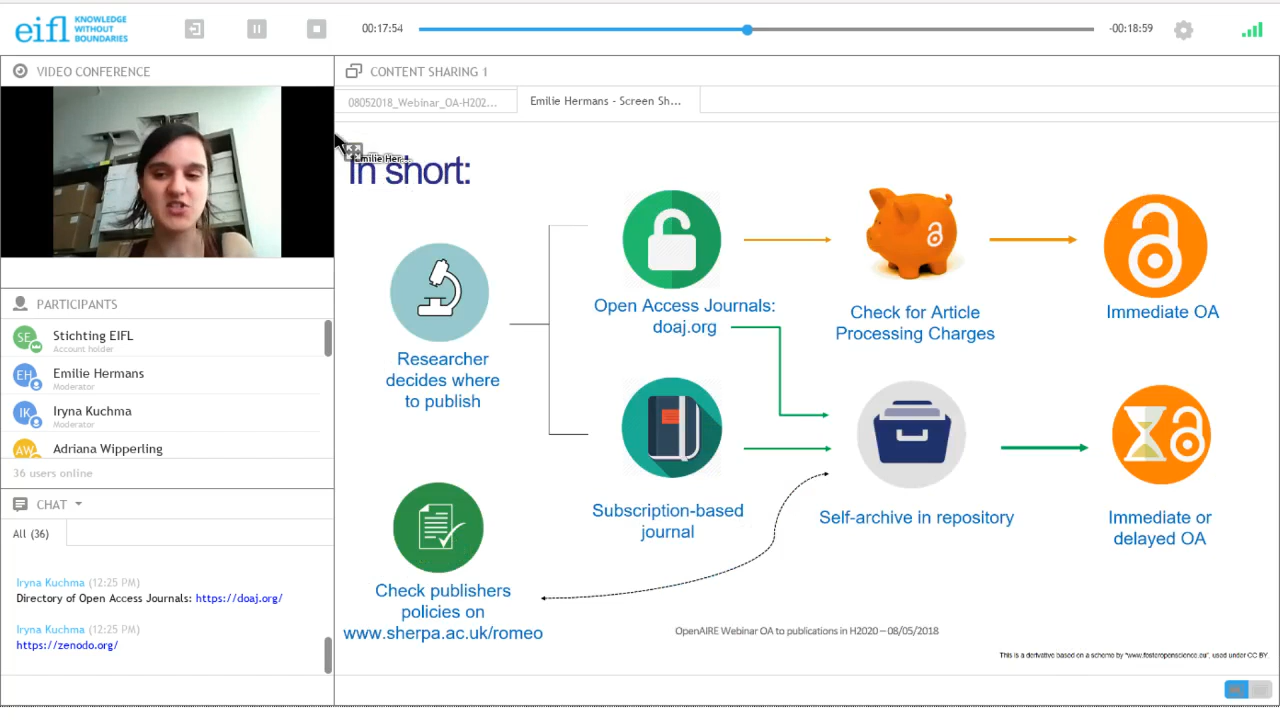 eifl KNOWLEDGE
WITHOUT
BOUNDARIES
00:17:54
-00:18:59
VIDEO CONFERENCE
CONTENT SHARING 1
08052018_Webinar_OA-H202...
Emilie Hermans - Screen Sh...
Emilie Her...
In short:
Researcher
decides where
to publish
Open Access Journals:
doaj.org
Check for Article
Processing Charges
Immediate OA
Subscription-based
journal
Self-archive in repository
Immediate or
delayed OA
Check publishers
policies on
www.sherpa.ac.uk/romeo
OpenAIRE Webinar OA to publications in H2020 – 08/05/2018
This is a derivative based on a scheme by "www.fosteropenscience.eu", used under CC BY
PARTICIPANTS
SE
Stichting EIFL
Account holder
EH
Emilie Hermans
Moderator
IK
Iryna Kuchma
Moderator
AW
Adriana Wipperling
36 users online
CHAT
All (36)
Iryna Kuchma (12:25 PM)
Directory of Open Access Journals: https://doaj.org/
Iryna Kuchma (12:25 PM)
https://zenodo.org/